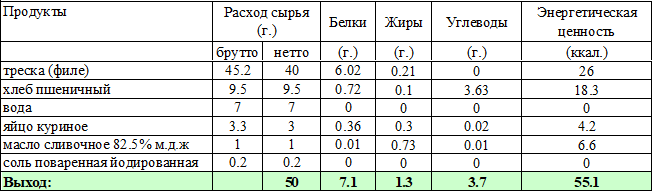 Продукты Расход сырья Белки Жиры Углеводы Энергетическая
(г.) ценность
брутто нетто (г.) (г.) (г.) (ккал.)
треска (филе) 45.2 40 6.02 0.21 0 26
хлеб пшеничный 9.5 9.5 0.72 0.1 3.63 18.3
вода 7 7 0 0 0 0
яйцо куриное 3.3 3 0.36 0.3 0.02 4.2
масло сливочное 82.5% м.д.ж 1 1 0.01 0.73 0.01 6.6
соль поваренная йодированная 0.2 0.2 0 0 0 0
Выход: 50 7.1 1.3 3.7 55.1